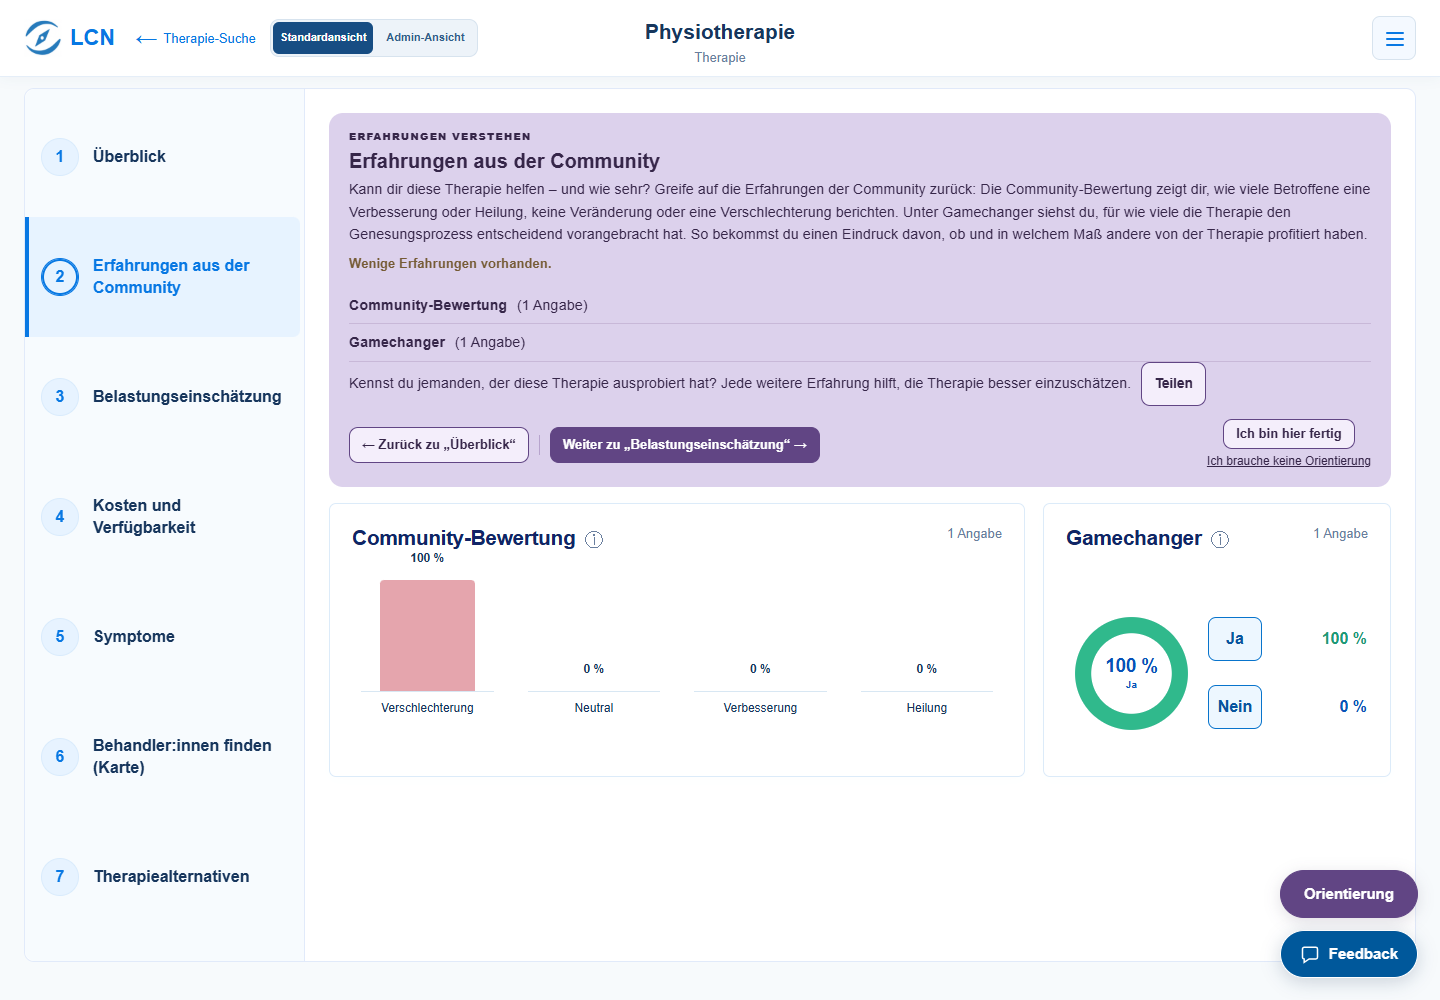 LCN
← Therapie-Suche
Standardansicht
Admin-Ansicht
Physiotherapie
Therapie
1
Überblick
2
Erfahrungen aus der
Community
3
Belastungseinschätzung
4
Kosten und
Verfügbarkeit
5
Symptome
6
Behandler:innen finden
(Karte)
7
Therapiealternativen
ERFAHRUNGEN VERSTEHEN
Erfahrungen aus der Community
Kann dir diese Therapie helfen – und wie sehr? Greife auf die Erfahrungen der Community zurück: Die Community-Bewertung zeigt dir, wie viele Betroffene eine
Verbesserung oder Heilung, keine Veränderung oder eine Verschlechterung berichten. Unter Gamechanger siehst du, für wie viele die Therapie den
Genesungsprozess entscheidend vorangebracht hat. So bekommst du einen Eindruck davon, ob und in welchem Maß andere von der Therapie profitiert haben.
Wenige Erfahrungen vorhanden.
Community-Bewertung (1 Angabe)
Gamechanger (1 Angabe)
Kennst du jemanden, der diese Therapie ausprobiert hat? Jede weitere Erfahrung hilft, die Therapie besser einzuschätzen.
Teilen
← Zurück zu „Überblick“
Weiter zu „Belastungseinschätzung“ →
Ich bin hier fertig
Ich brauche keine Orientierung
Community-Bewertung
1 Angabe
100 %
0 %
0 %
0 %
Verschlechterung
Neutral
Verbesserung
Heilung
Gamechanger
1 Angabe
100 %
Ja
Ja
100 %
Nein
0 %
Orientierung
Feedback